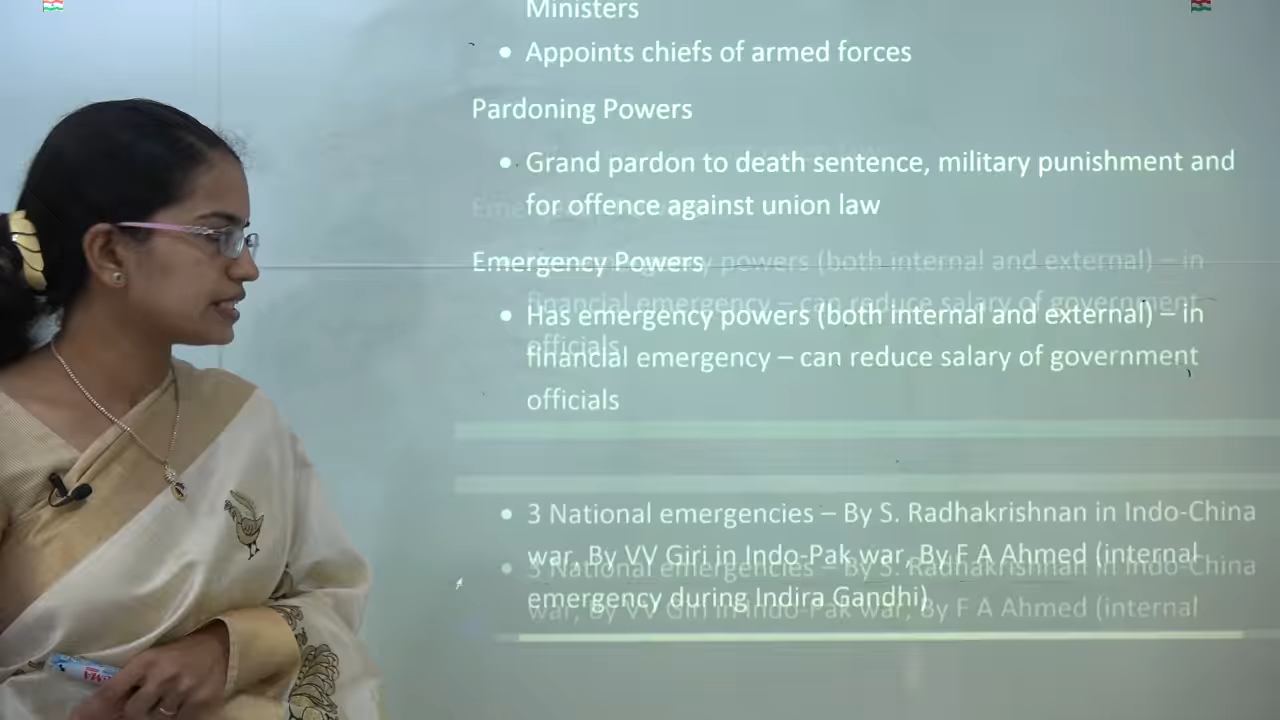 Ministers
• Appoints chiefs of armed forces
Pardoning Powers
• Grand pardon to death sentence, military punishment and
for offence against union law
Emergency Powers
• Has emergency powers (both internal and external) – in
financial emergency – can reduce salary of government
officials
• 3 National emergencies – By S. Radhakrishnan in Indo-China
war, By VV Giri in Indo-Pak war, By F A Ahmed (internal
emergency during Indira Gandhi)